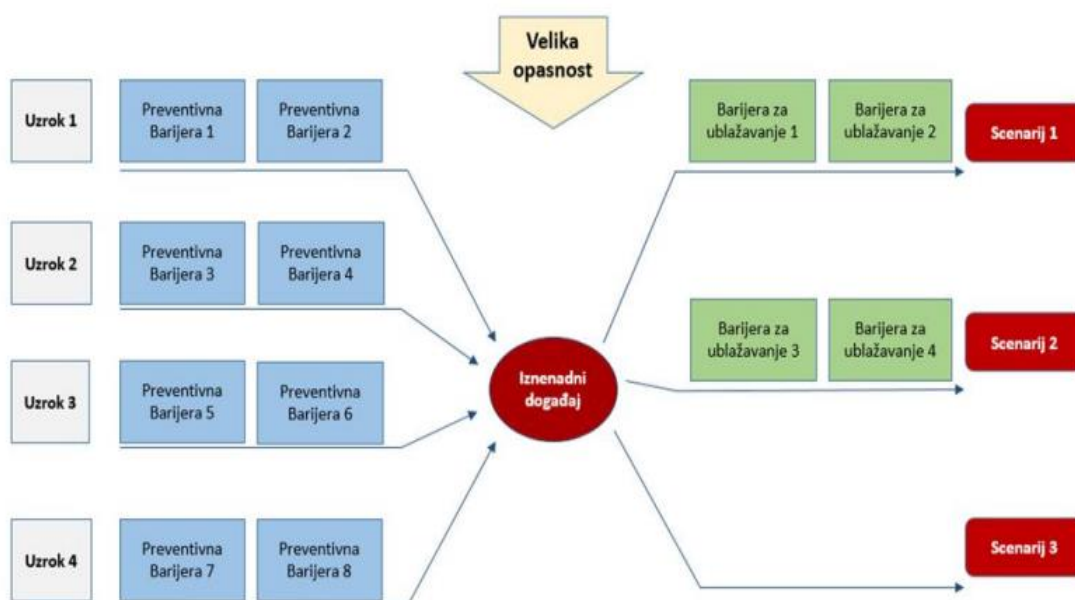 Velika
opasnost
Uzrok 1
Preventivna
Barijera 1
Preventivna
Barijera 2
Barijera za
ublažavanje 1
Barijera za
ublažavanje 2
Scenarij 1
Uzrok 2
Preventivna
Barijera 3
Preventivna
Barijera 4
Barijera za
ublažavanje 3
Barijera za
ublažavanje 4
Scenarij 2
Iznenadni
događaj
Uzrok 3
Preventivna
Barijera 5
Preventivna
Barijera 6
Uzrok 4
Preventivna
Barijera 7
Preventivna
Barijera 8
Scenarij 3